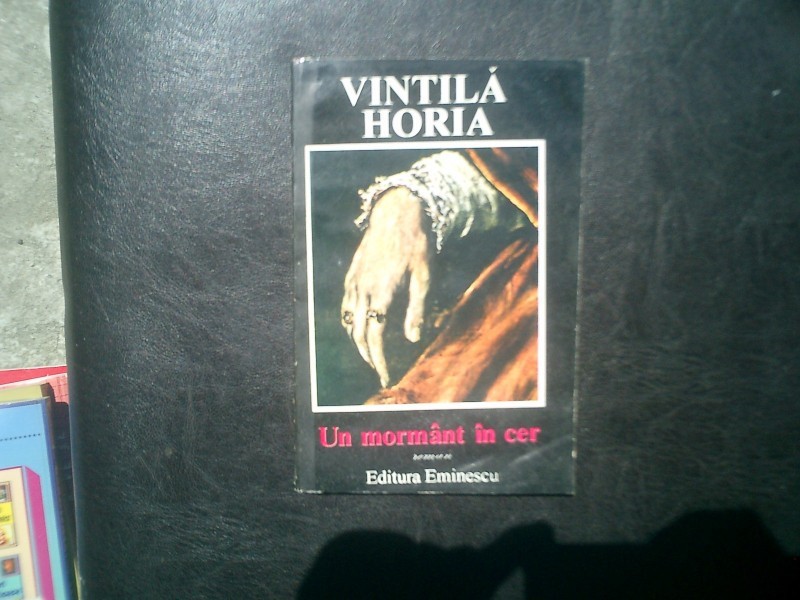 VINTILĂ
HORIA
Un mormânt în cer
Editura Eminescu